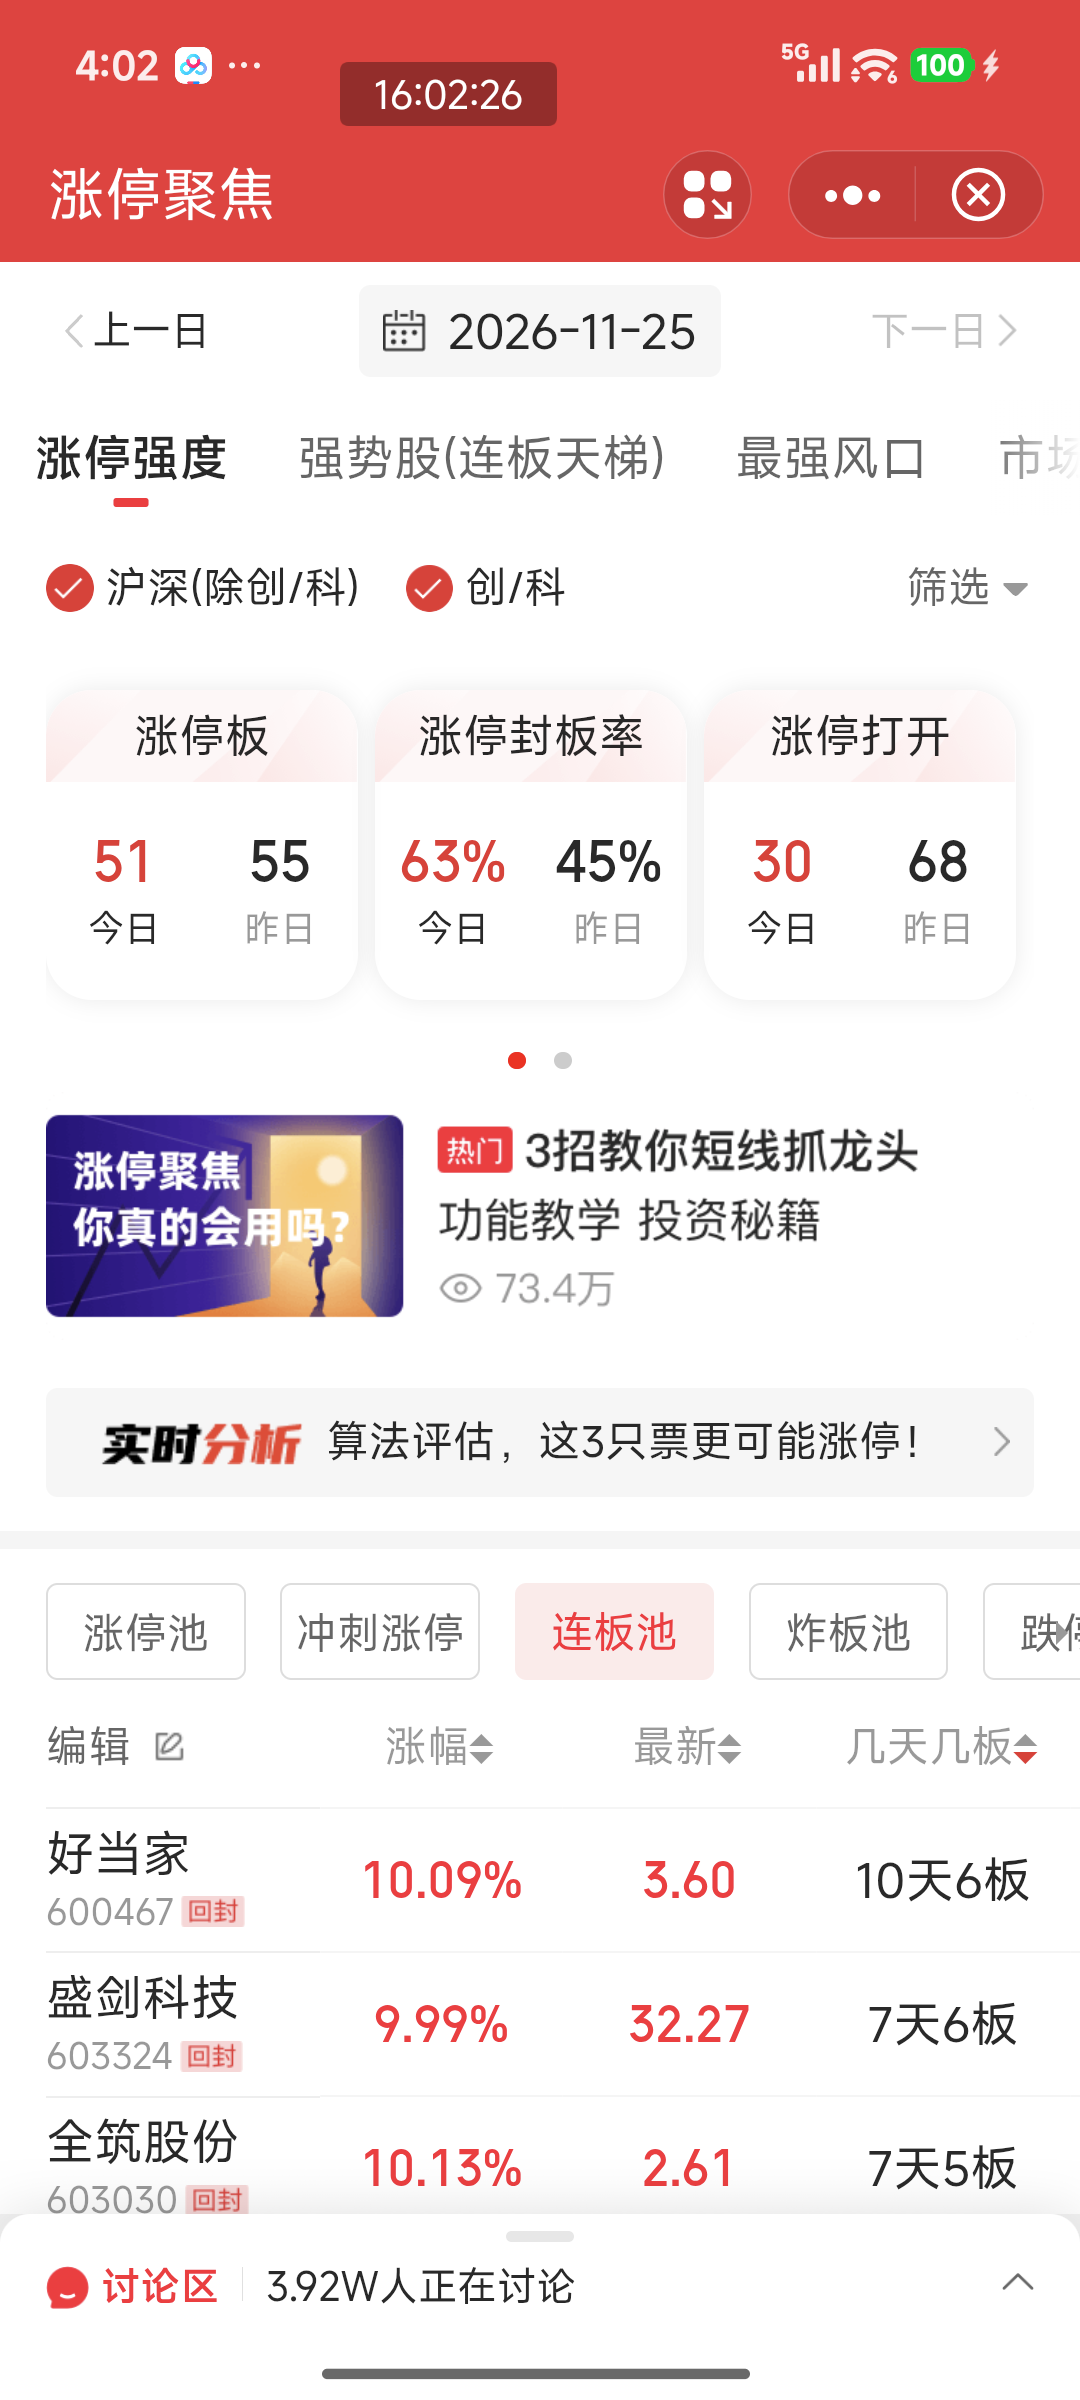 4:02 ··· 5G 6 100
16:02:26
涨停聚焦
上一日 2026-11-25 下一日
涨停强度 强势股(连板天梯) 最强风口 市场
沪深(除创/科) 创/科 筛选
涨停板 涨停封板率 涨停打开
51 55 63% 45% 30 68
今日 昨日 今日 昨日 今日 昨日
涨停聚焦
你真的会用吗?
热门 3招教你短线抓龙头
功能教学 投资秘籍
73.4万
实时分析 算法评估，这3只票更可能涨停！
涨停池 冲刺涨停 连板池 炸板池 跌停
编辑 涨幅 最新 几天几板
好当家 10.09% 3.60 10天6板
600467 回封
盛剑科技 9.99% 32.27 7天6板
603324 回封
全筑股份 10.13% 2.61 7天5板
603030 回封
讨论区 3.92W人正在讨论